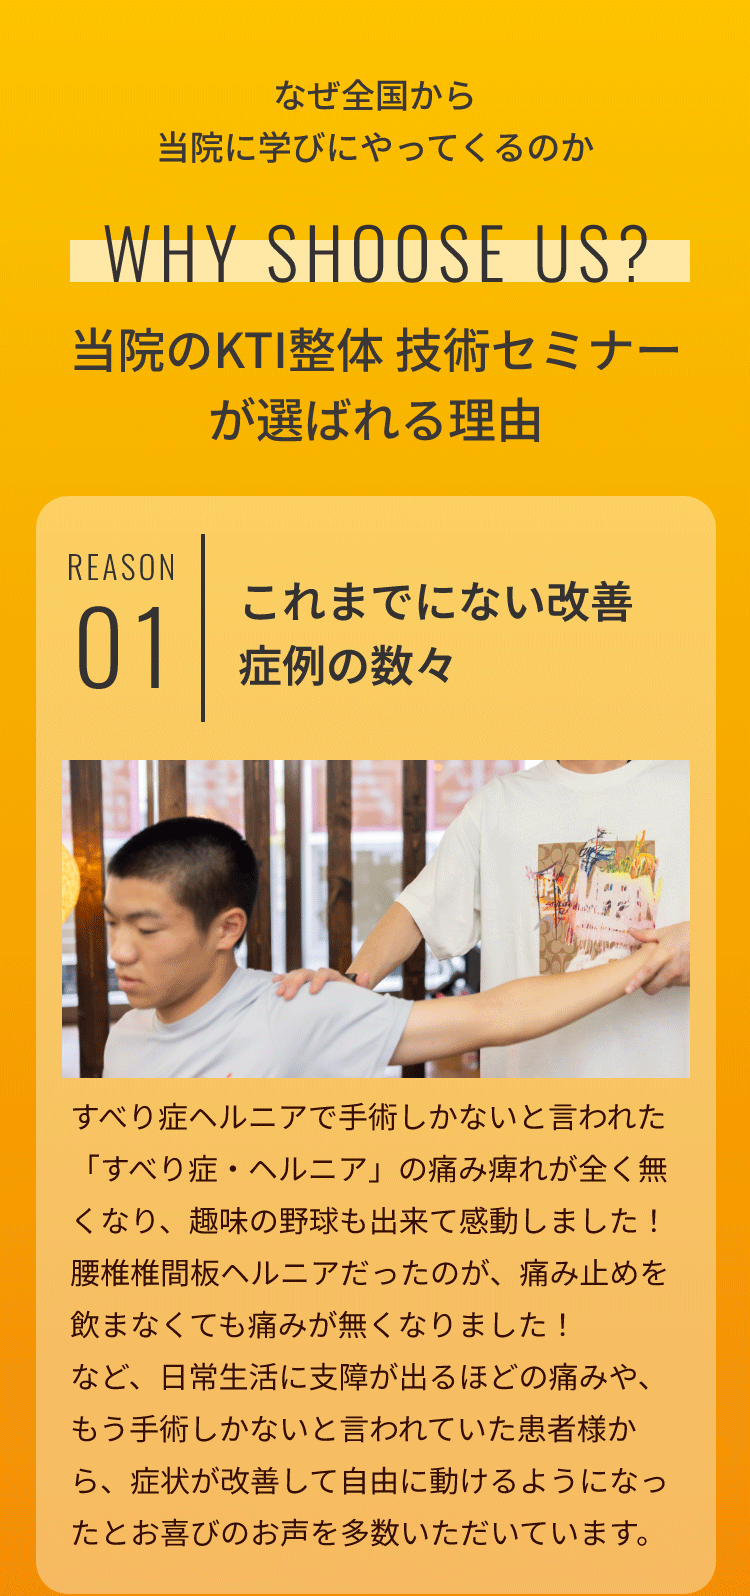 なぜ全国から
当院に学びにやってくるのか
WHY SHOOSE US?
当院のKTI整体 技術セミナー
が選ばれる理由
REASON
01
これまでにない改善
症例の数々
すべり症ヘルニアで手術しかないと言われた
「すべり症・ヘルニア」の痛み痺れが全く無
くなり、趣味の野球も出来て感動しました！
腰椎椎間板ヘルニアだったのが、痛み止めを
飲まなくても痛みが無くなりました！
など、日常生活に支障が出るほどの痛みや、
もう手術しかないと言われていた患者様か
ら、症状が改善して自由に動けるようになっ
たとお喜びのお声を多数いただいています。